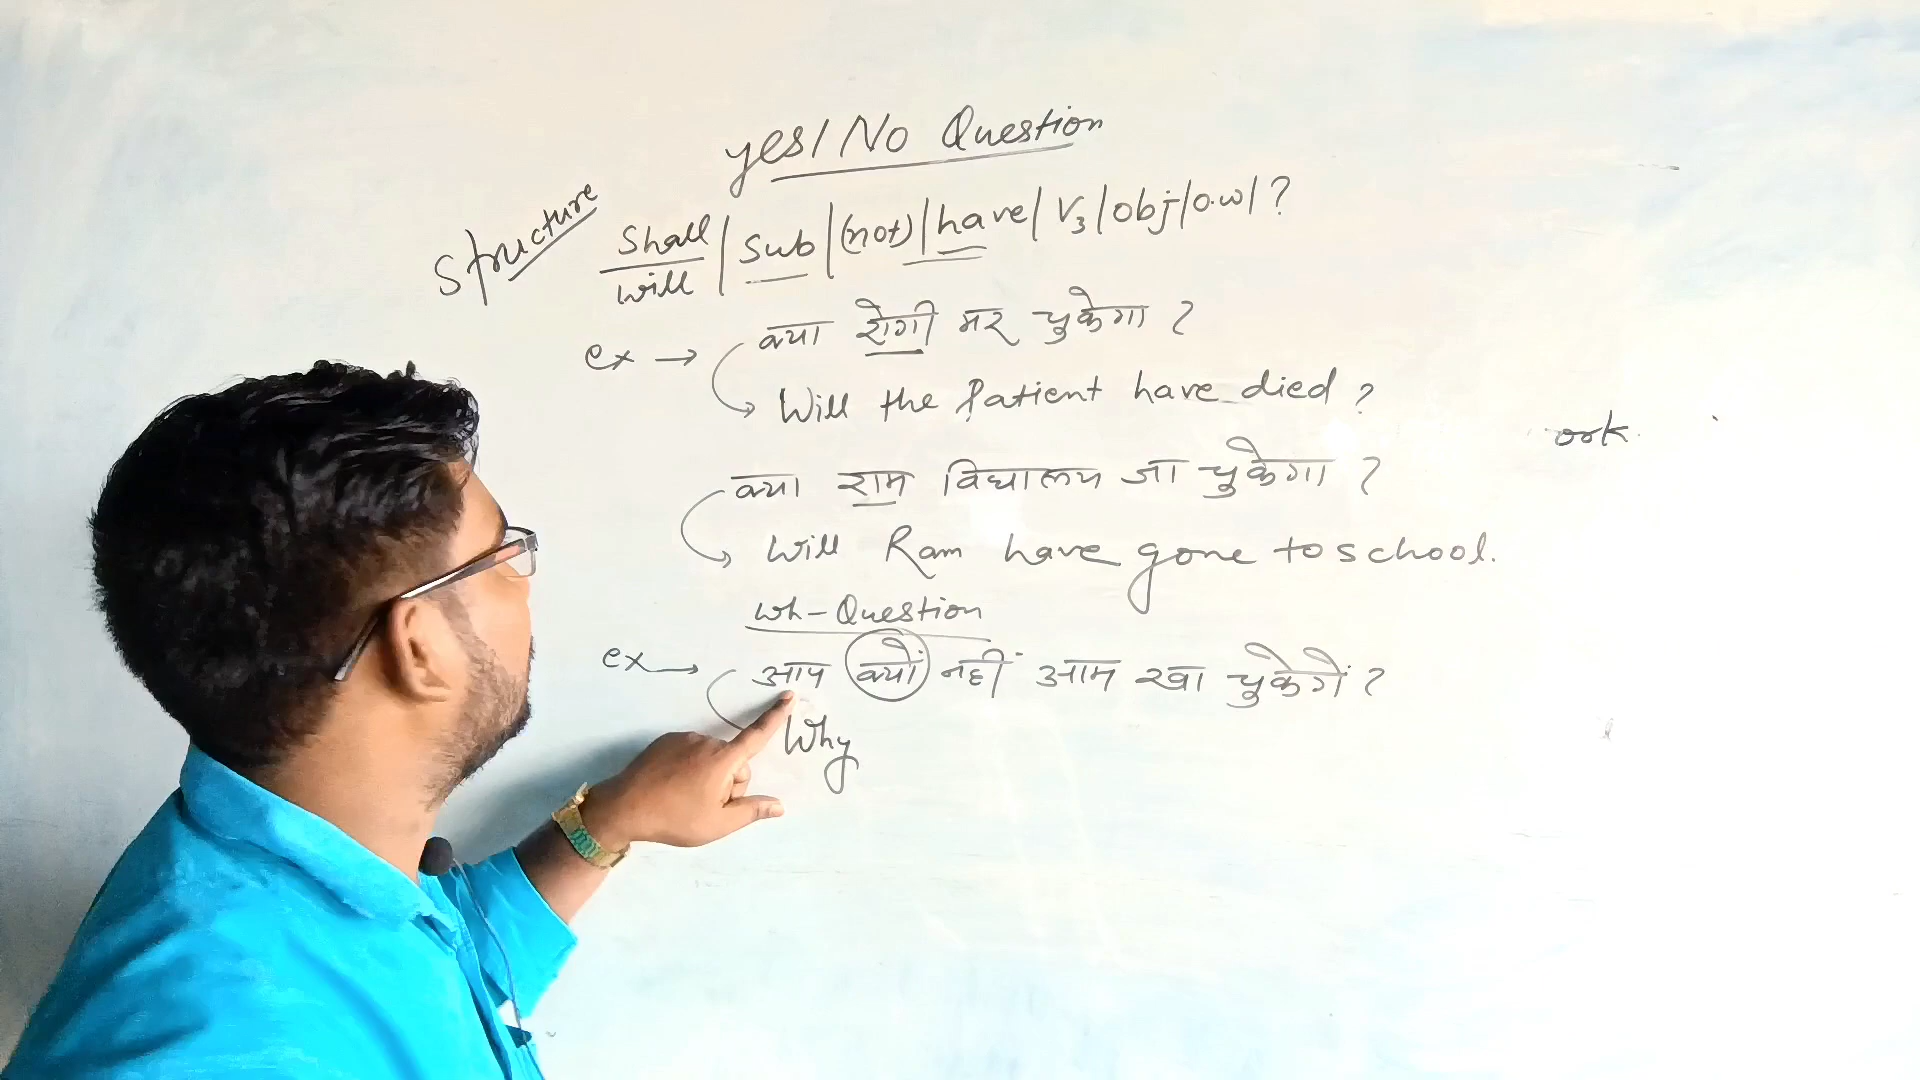 yes/No Question
Structure
Shall/will | Sub | (not) | have | V3 | obj | o.w | ?
ex → क्या रोगी मर चुकेगा ?
Will the Patient have died ?
क्या राम विद्यालय जा चुकेगा ?
Will Ram have gone to school.
Wh-Question
ex → आप क्यों नहीं आम खा चुकेगें ?
Why
ork